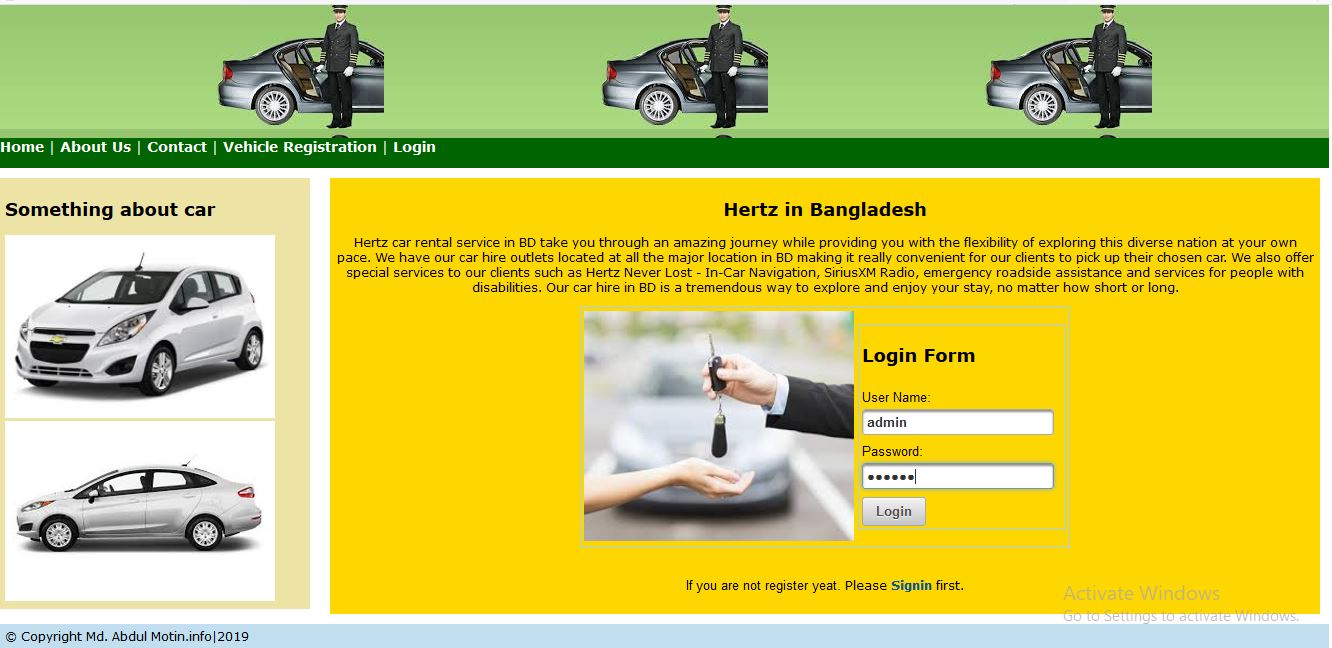 Home | About Us | Contact | Vehicle Registration | Login
Something about car
Hertz in Bangladesh
Hertz car rental service in BD take you through an amazing journey while providing you with the flexibility of exploring this diverse nation at your own
pace. We have our car hire outlets located at all the major location in BD making it really convenient for our clients to pick up their chosen car. We also offer
special services to our clients such as Hertz Never Lost - In-Car Navigation, SiriusXM Radio, emergency roadside assistance and services for people with
disabilities. Our car hire in BD is a tremendous way to explore and enjoy your stay, no matter how short or long.
Login Form
User Name:
admin
Password:
••••••
Login
If you are not register yeat. Please Signin first.
Activate Windows
Go to Settings to activate Windows.
© Copyright Md. Abdul Motin.info|2019